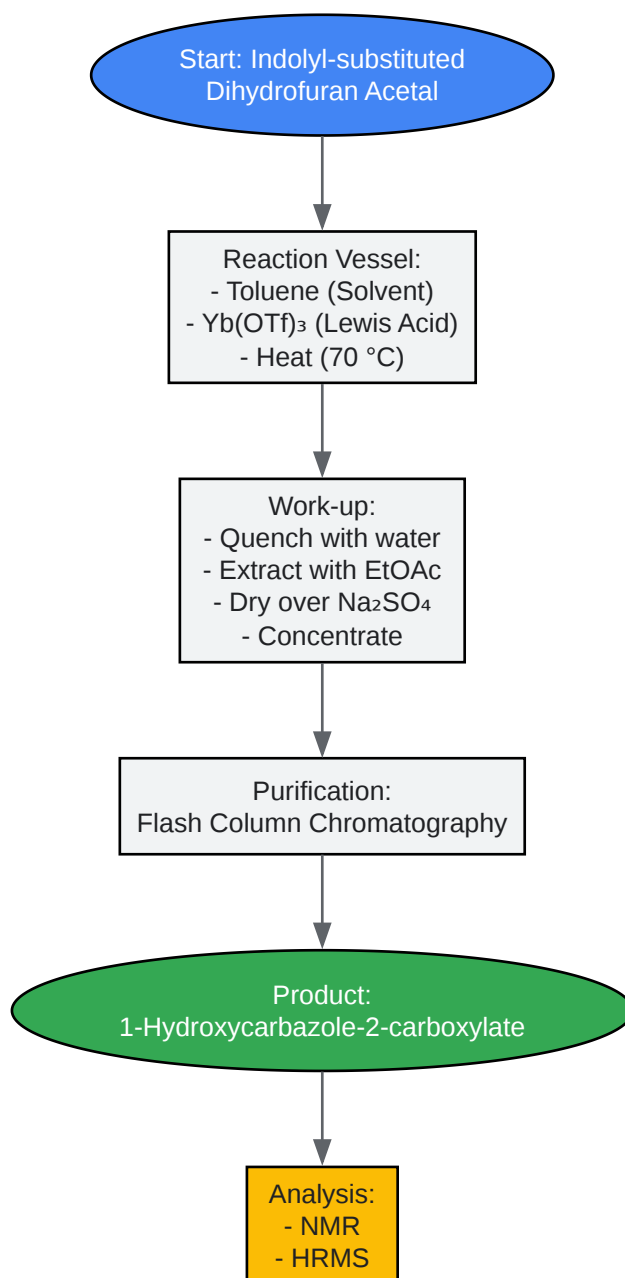 Start: Indolyl-substituted
Dihydrofuran Acetal
Reaction Vessel:
- Toluene (Solvent)
- Yb(OTf)₃ (Lewis Acid)
- Heat (70 °C)
Work-up:
- Quench with water
- Extract with EtOAc
- Dry over Na₂SO₄
- Concentrate
Purification:
Flash Column Chromatography
Product:
1-Hydroxycarbazole-2-carboxylate
Analysis:
- NMR
- HRMS